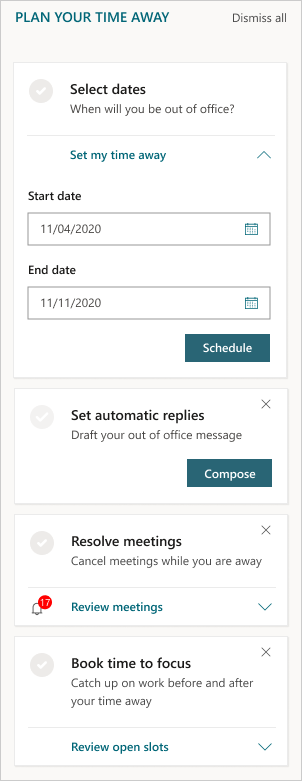 PLAN YOUR TIME AWAY
Dismiss all
Select dates
When will you be out of office?
Set my time away
Start date
11/04/2020
End date
11/11/2020
Schedule
Set automatic replies
Draft your out of office message
Compose
Resolve meetings
Cancel meetings while you are away
17
Review meetings
Book time to focus
Catch up on work before and after
your time away
Review open slots